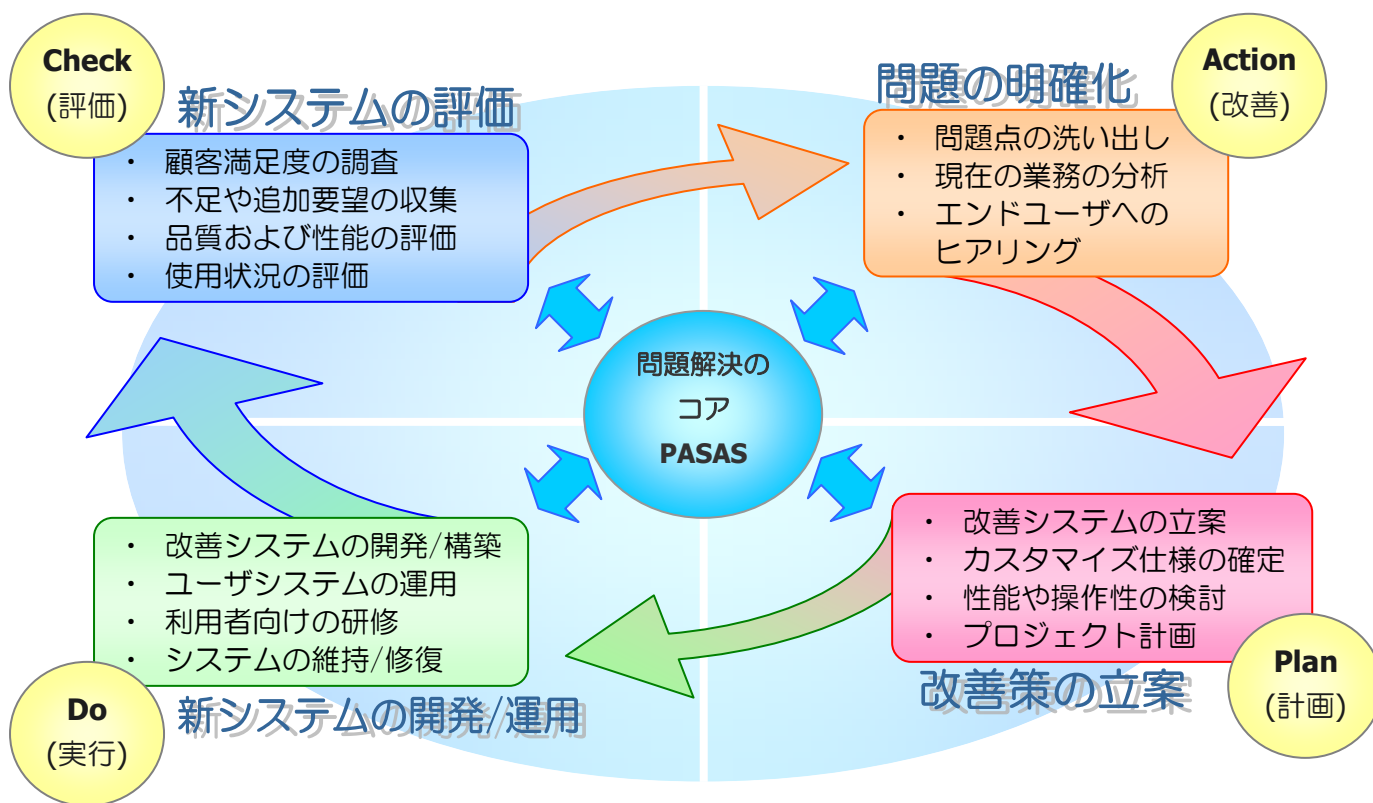 Check
(評価)
新システムの評価
・ 顧客満足度の調査
・ 不足や追加要望の収集
・ 品質および性能の評価
・ 使用状況の評価
Action
(改善)
問題の明確化
・ 問題点の洗い出し
・ 現在の業務の分析
・ エンドユーザへの
ヒアリング
問題解決の
コア
PASAS
・ 改善システムの開発/構築
・ ユーザシステムの運用
・ 利用者向けの研修
・ システムの維持/修復
新システムの開発/運用
Do
(実行)
・ 改善システムの立案
・ カスタマイズ仕様の確定
・ 性能や操作性の検討
・ プロジェクト計画
改善策の立案
Plan
(計画)